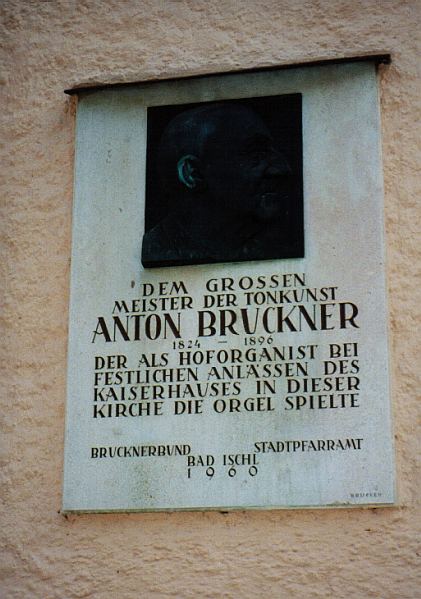 DEM GROSSEN
MEISTER DER TONKUNST
ANTON BRUCKNER
1824 – 1896
DER ALS HOFORGANIST BEI
FESTLICHEN ANLÄSSEN DES
KAISERHAUSES IN DIESER
KIRCHE DIE ORGEL SPIELTE
BRUCKNERBUND STADTPFARRAMT
BAD ISCHL
1960